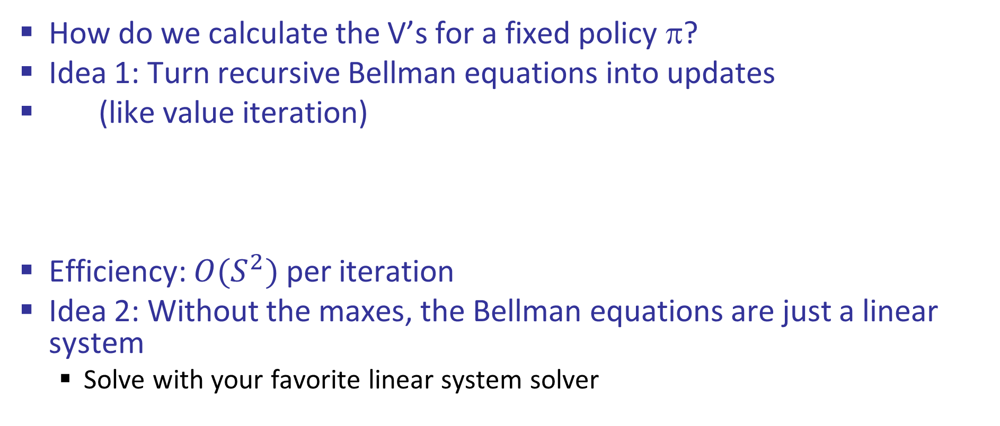 ▪ How do we calculate the V’s for a fixed policy π?
▪ Idea 1: Turn recursive Bellman equations into updates
▪ (like value iteration)
▪ Efficiency: O(S²) per iteration
▪ Idea 2: Without the maxes, the Bellman equations are just a linear
system
▪ Solve with your favorite linear system solver